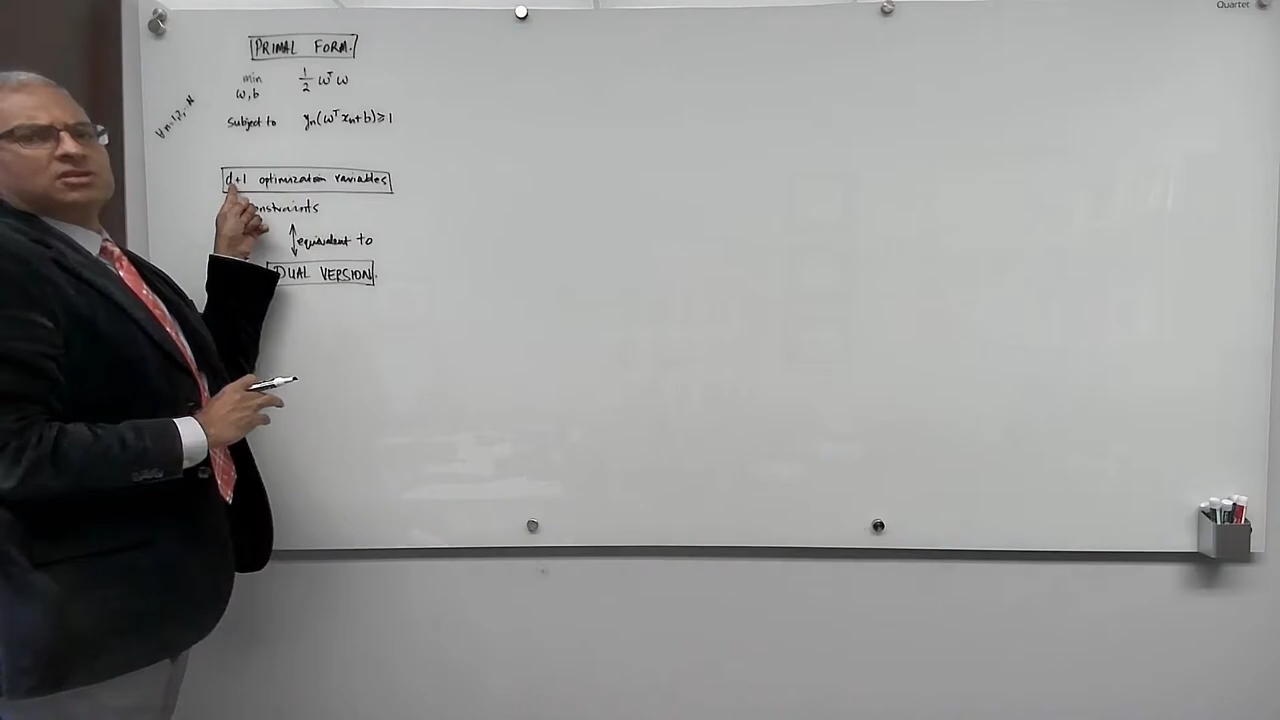 Quartet
PRIMAL FORM.
min
w,b
1/2 wᵀw
Subject to yₙ(wᵀxₙ+b)≥1
∀n=1,2,..N
d+1 optimization variables
↕ equivalent to
DUAL VERSION.